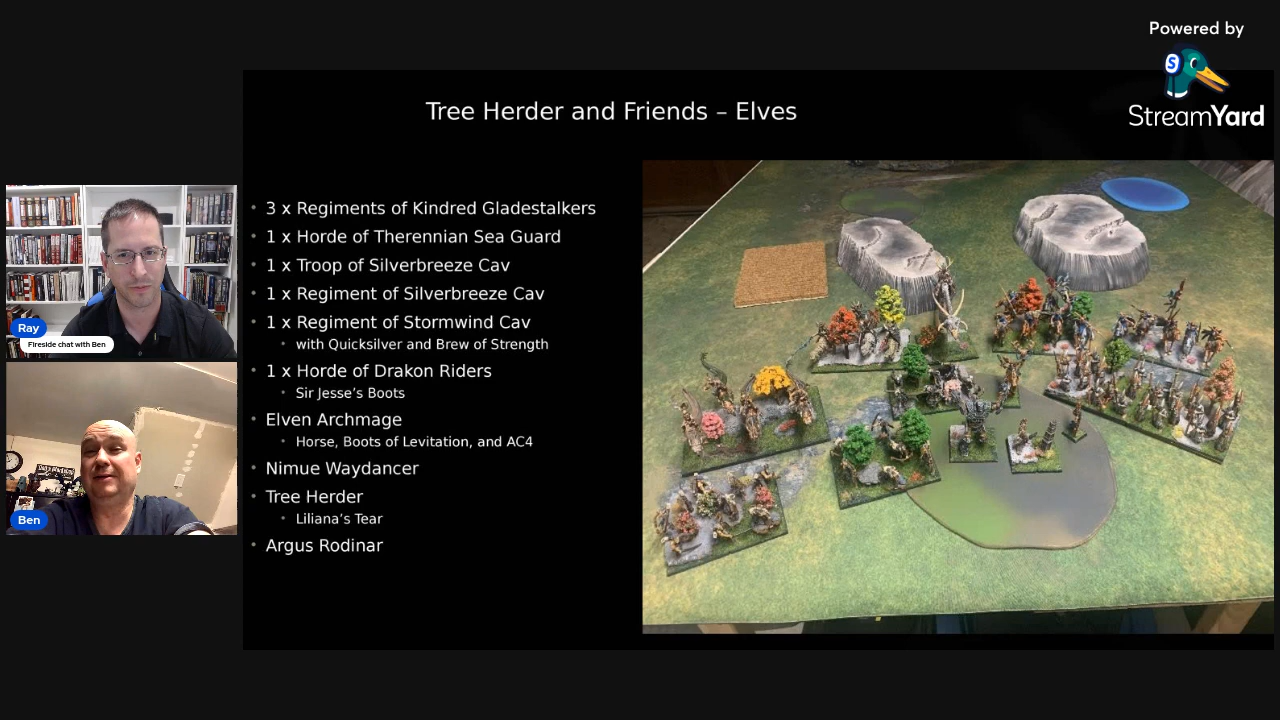 Powered by
S
StreamYard
Tree Herder and Friends – Elves
• 3 x Regiments of Kindred Gladestalkers
• 1 x Horde of Therennian Sea Guard
• 1 x Troop of Silverbreeze Cav
• 1 x Regiment of Silverbreeze Cav
• 1 x Regiment of Stormwind Cav
• with Quicksilver and Brew of Strength
• 1 x Horde of Drakon Riders
• Sir Jesse’s Boots
• Elven Archmage
• Horse, Boots of Levitation, and AC4
• Nimue Waydancer
• Tree Herder
• Liliana’s Tear
• Argus Rodinar
Ray
Fireside chat with Ben
Ben